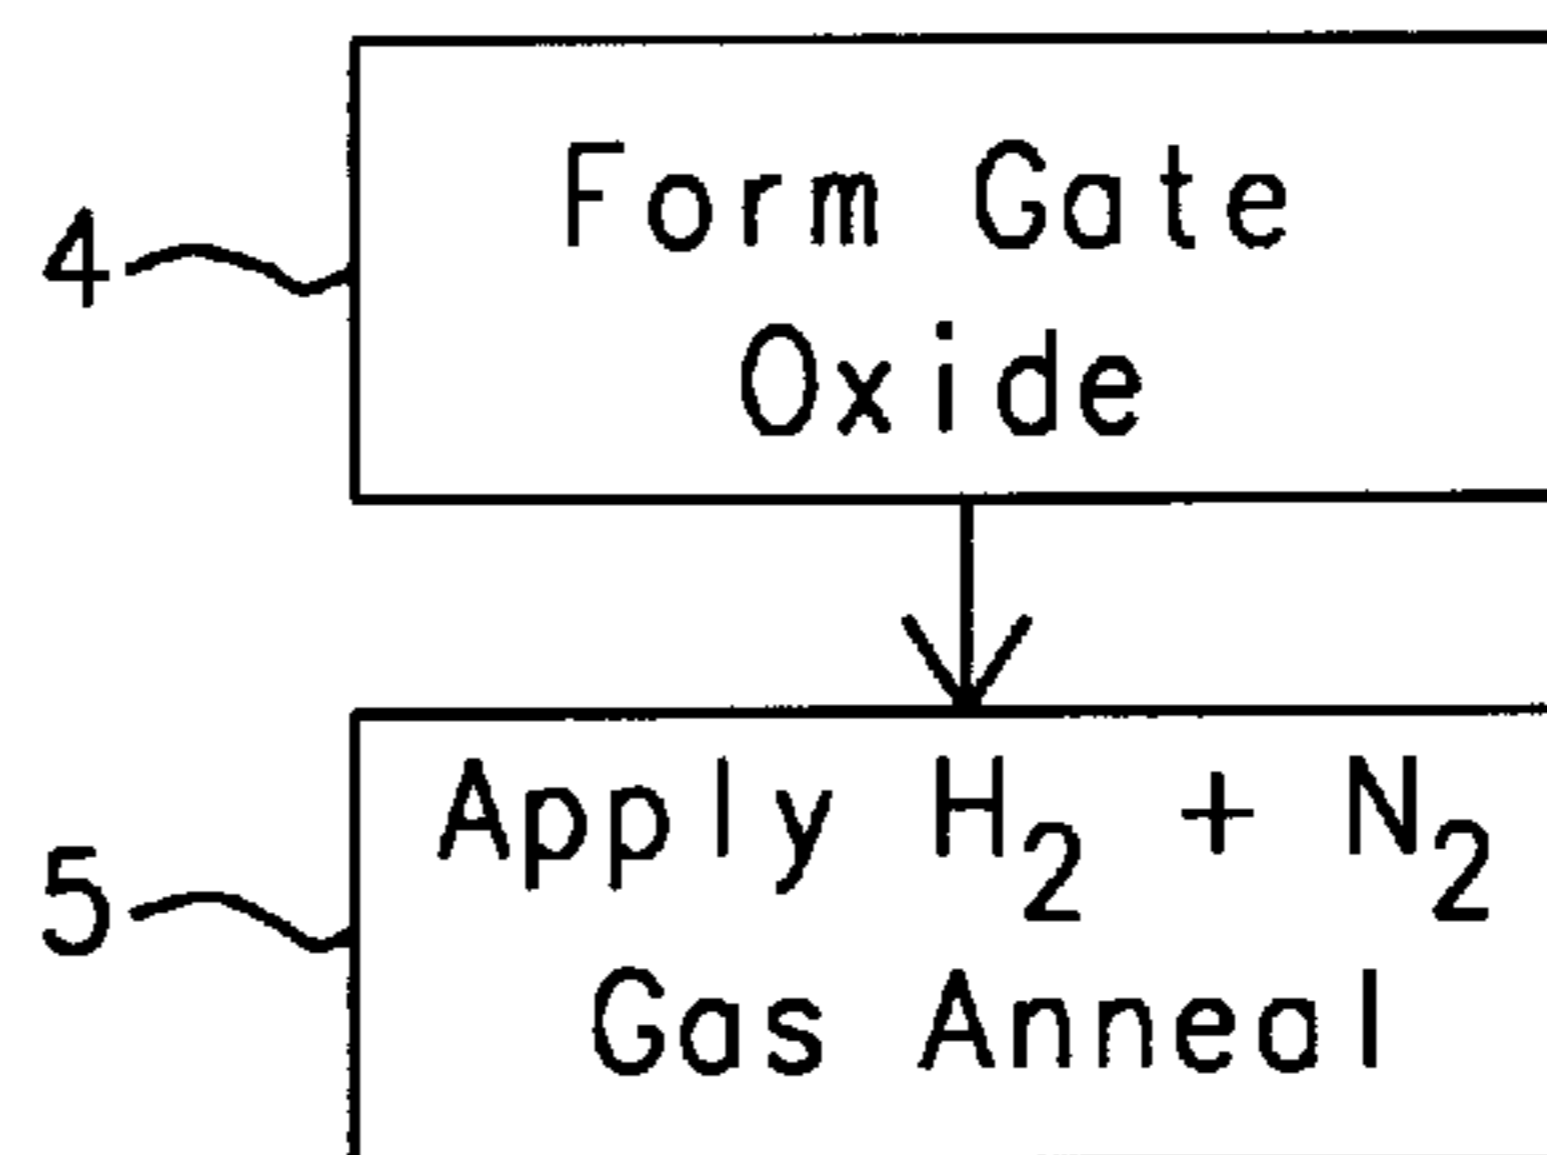 4
Form Gate
Oxide
5
Apply H₂ + N₂
Gas Anneal